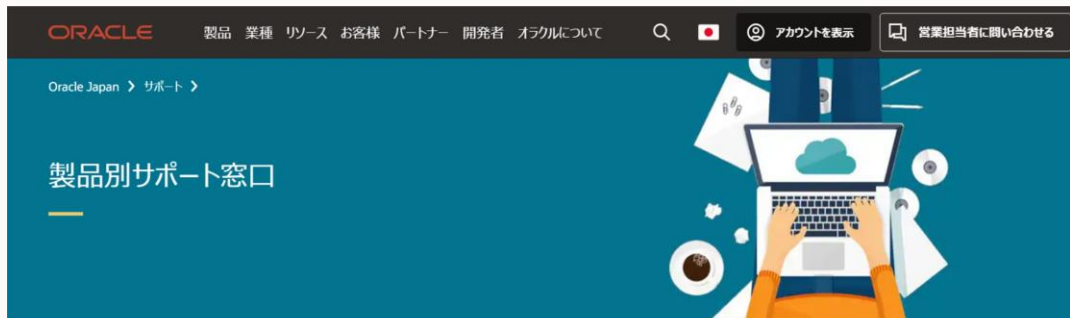 ORACLE 製品 業種 リソース お客様 パートナー 開発者 オラクルについて アカウントを表示 営業担当者に問い合わせる
Oracle Japan サポート
製品別サポート窓口